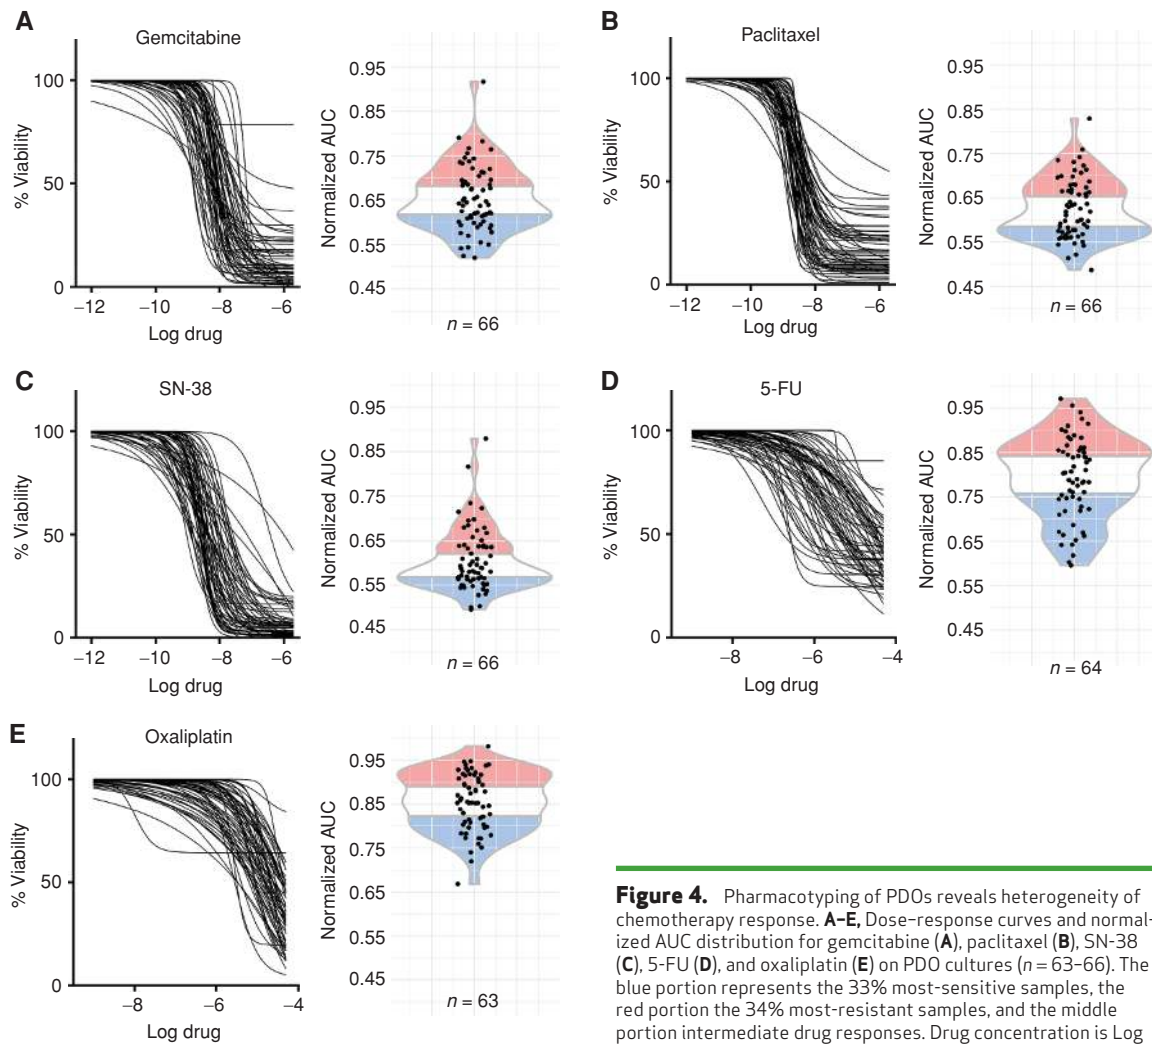 A
Gemcitabine
% Viability
100
50
0
−12
−10
−8
−6
Log drug
Normalized AUC
0.95
0.85
0.75
0.65
0.55
0.45
n = 66
B
Paclitaxel
% Viability
100
50
0
−12
−10
−8
−6
Log drug
Normalized AUC
0.95
0.85
0.75
0.65
0.55
0.45
n = 66
C
SN-38
% Viability
100
50
0
−12
−10
−8
−6
Log drug
Normalized AUC
0.95
0.85
0.75
0.65
0.55
0.45
n = 66
D
5-FU
% Viability
100
50
0
−8
−6
−4
Log drug
Normalized AUC
0.95
0.85
0.75
0.65
0.55
0.45
n = 64
E
Oxaliplatin
% Viability
100
50
0
−8
−6
−4
Log drug
Normalized AUC
0.95
0.85
0.75
0.65
0.55
0.45
n = 63
Figure 4. Pharmacotyping of PDOs reveals heterogeneity of
chemotherapy response. A–E, Dose–response curves and normal-
ized AUC distribution for gemcitabine (A), paclitaxel (B), SN-38
(C), 5-FU (D), and oxaliplatin (E) on PDO cultures (n = 63–66). The
blue portion represents the 33% most-sensitive samples, the
red portion the 34% most-resistant samples, and the middle
portion intermediate drug responses. Drug concentration is Log